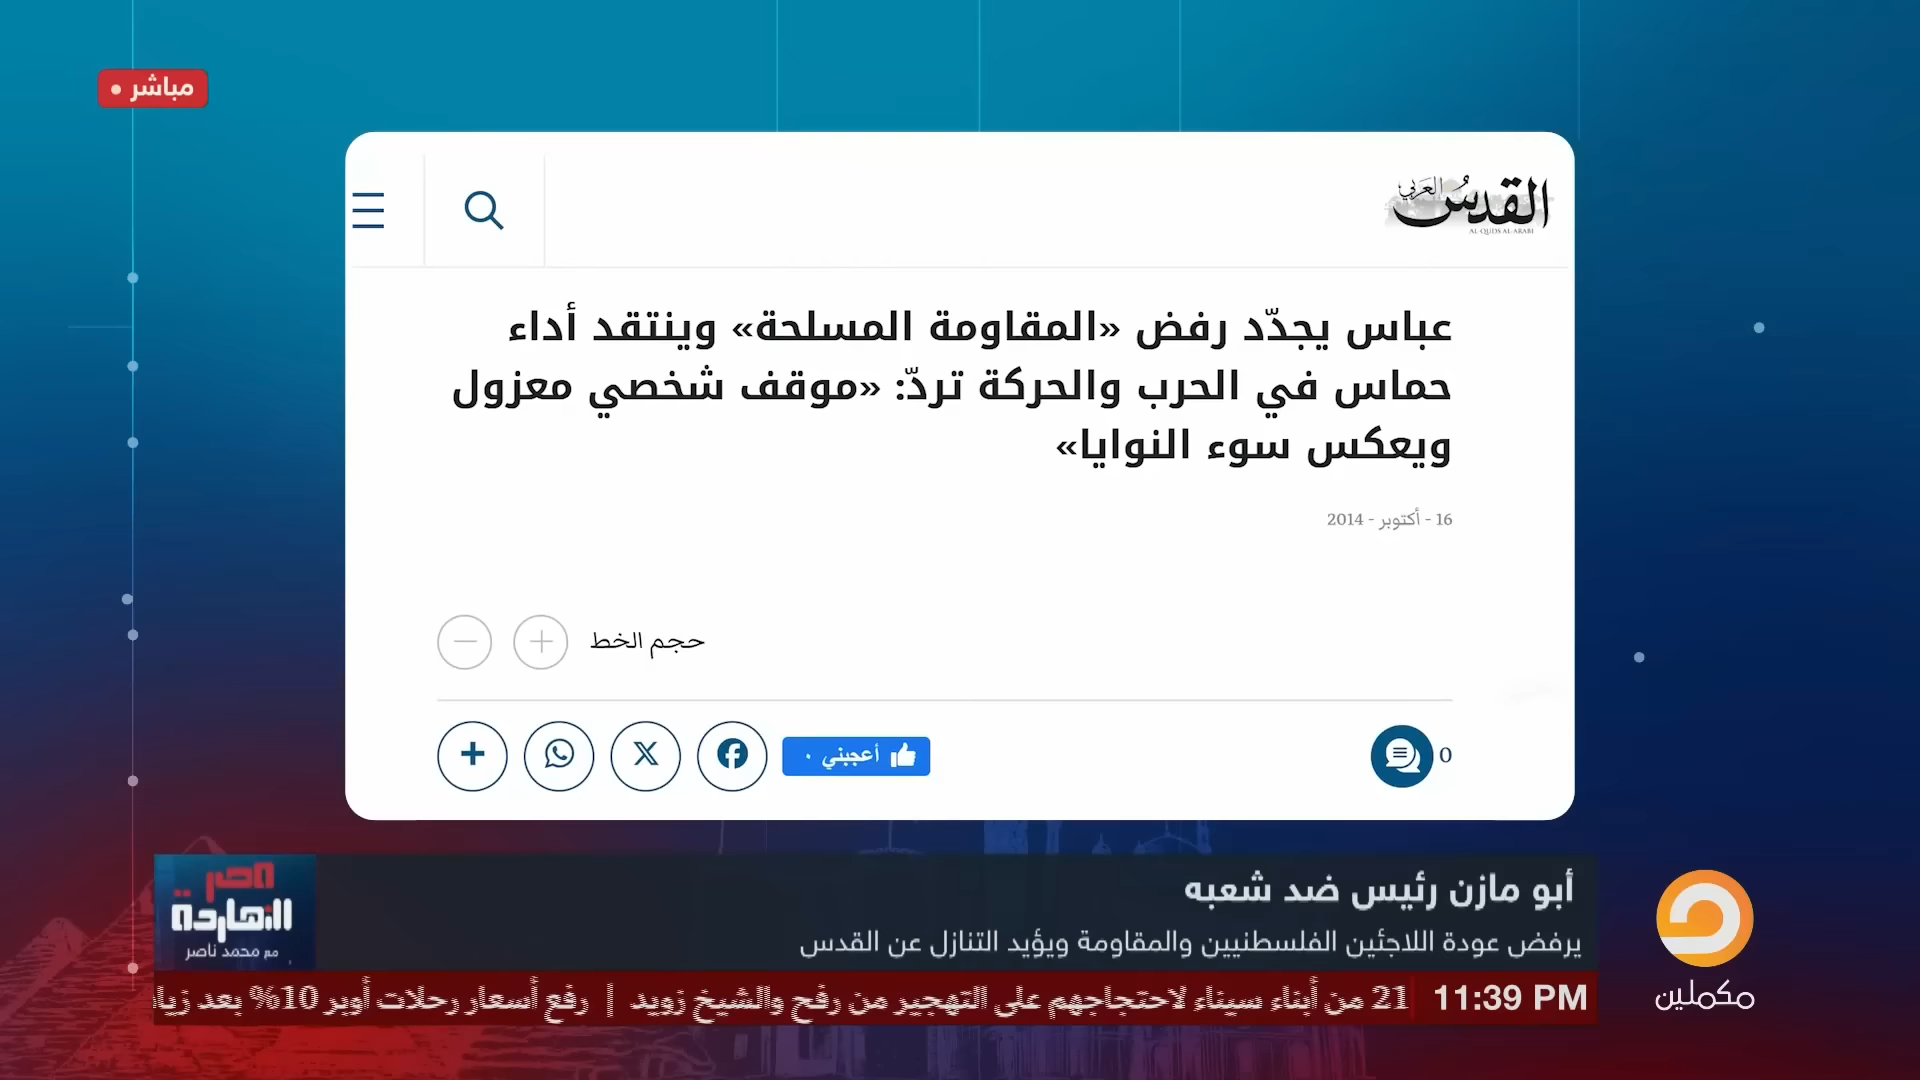 مباشر
القدس العربي
AL-QUDS AL-ARABI
عباس يجدّد رفض «المقاومة المسلحة» وينتقد أداء
حماس في الحرب والحركة تردّ: «موقف شخصي معزول
ويعكس سوء النوايا»
16 - أكتوبر - 2014
حجم الخط
أعجبني ٠
0
أبو مازن رئيس ضد شعبه
يرفض عودة اللاجئين الفلسطنيين والمقاومة ويؤيد التنازل عن القدس
مصر
النهاردة
مع محمد ناصر
11:39 PM
21 من أبناء سيناء لاحتجاجهم على التهجير من رفح والشيخ زويد | رفع أسعار رحلات أوبر 10% بعد
مكملين